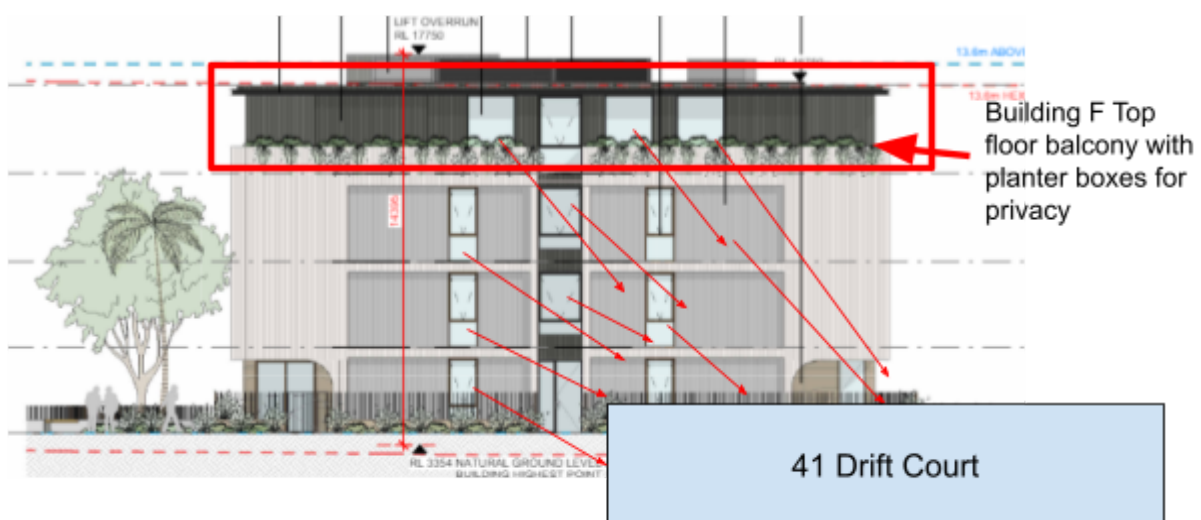 LIFT OVERRUN
RL 17750
13.6m ABOVE
13.6m HEI
Building F Top
floor balcony with
planter boxes for
privacy
14396
RL 3354 NATURAL GROUND LEVEL
BUILDING HIGHEST POINT
41 Drift Court